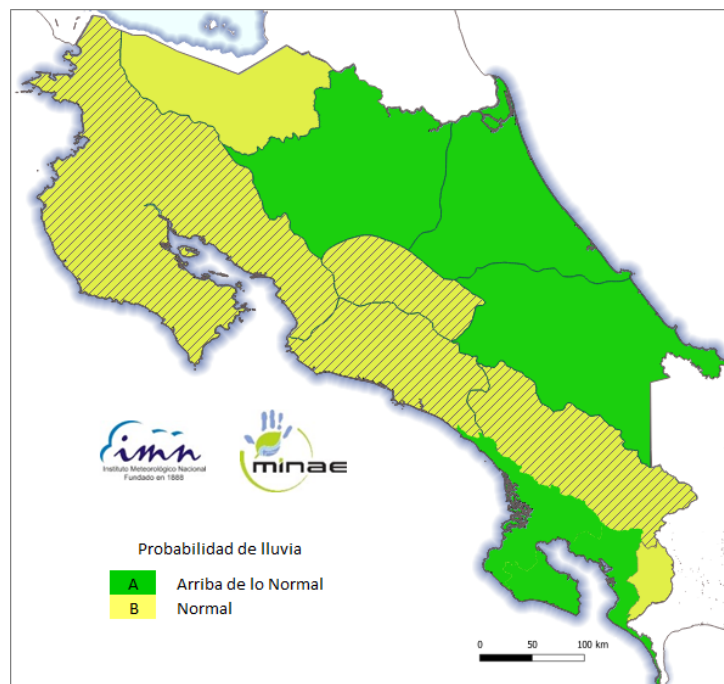 imn
Instituto Meteorológico Nacional
Fundado en 1888
minae
Probabilidad de lluvia
A Arriba de lo Normal
B Normal
0 50 100 km